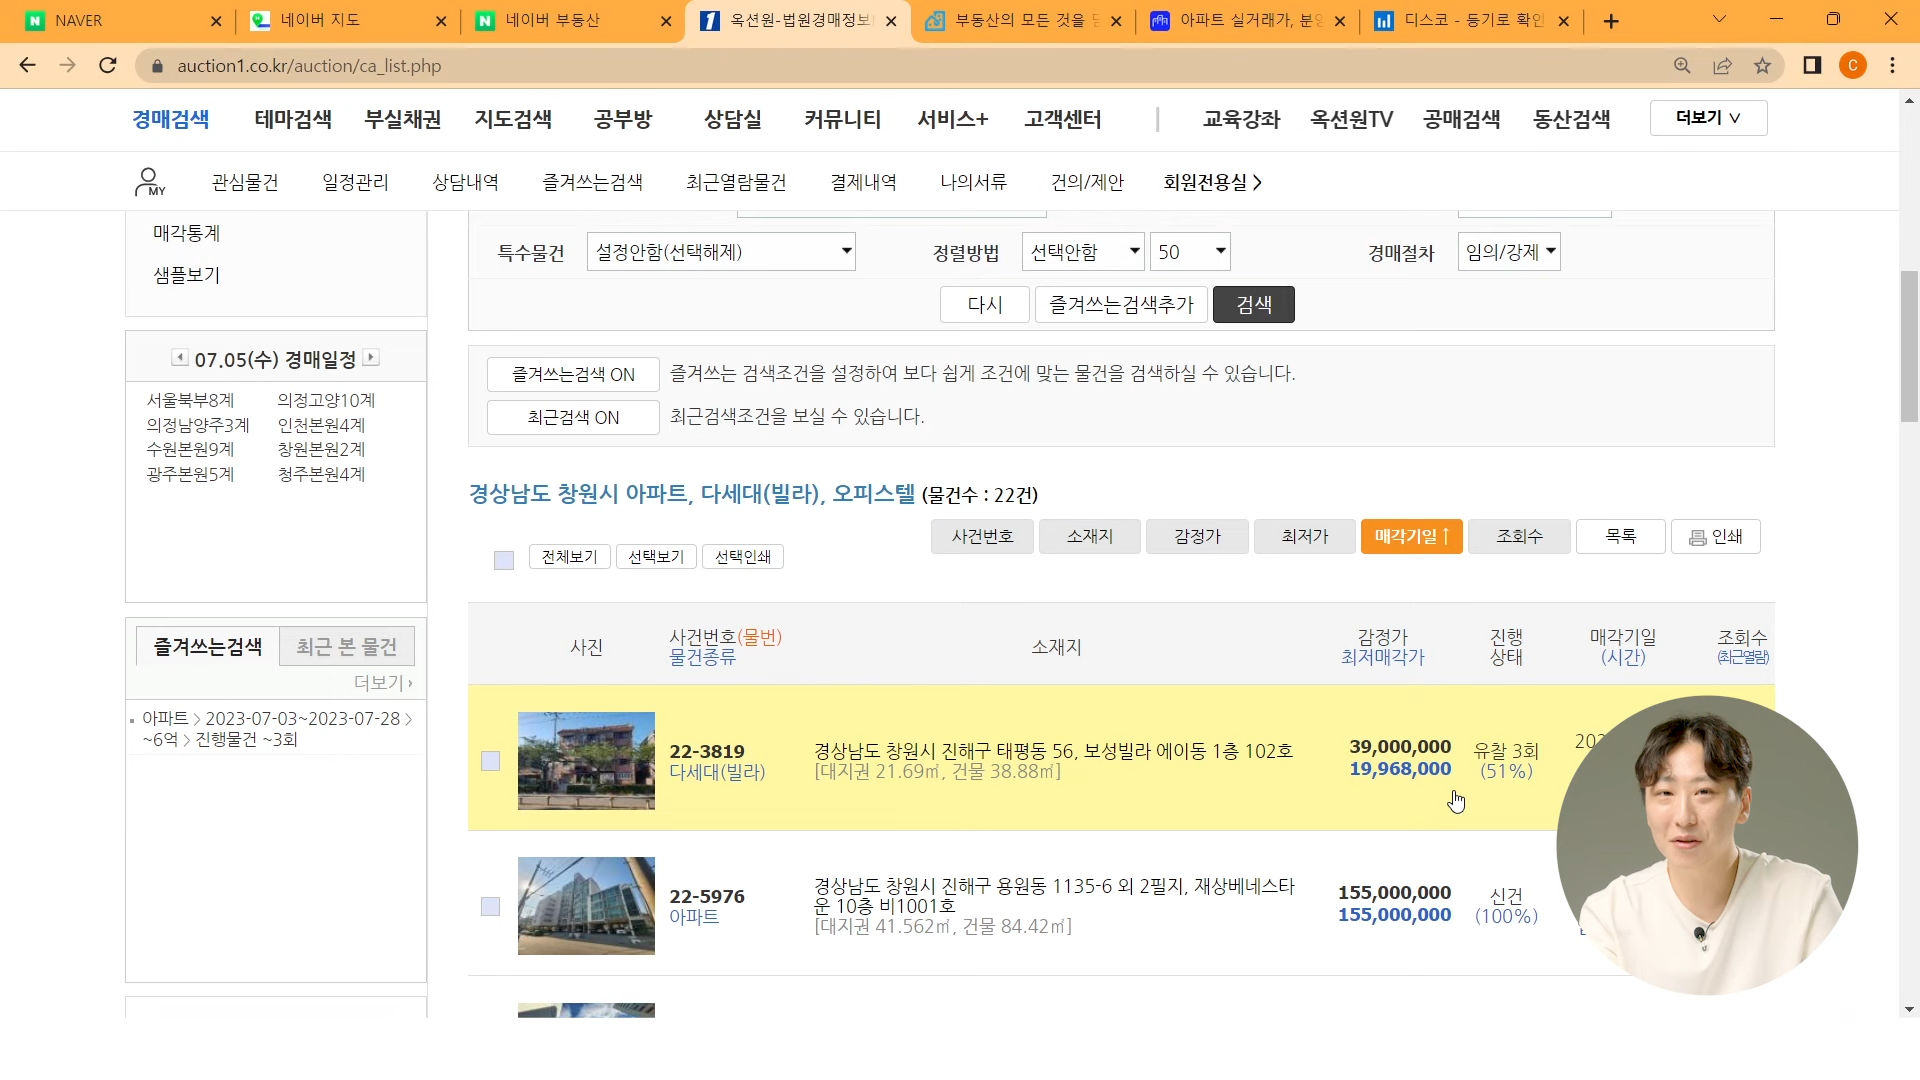 NAVER
네이버 지도
네이버 부동산
옥션원-법원경매정보
부동산의 모든 것을
아파트 실거래가, 분
디스코 - 등기로 확인
auction1.co.kr/auction/ca_list.php
C
경매검색 테마검색 부실채권 지도검색 공부방 상담실 커뮤니티 서비스+ 고객센터 | 교육강좌 옥션원TV 공매검색 동산검색 더보기 ∨
MY 관심물건 일정관리 상담내역 즐겨쓰는검색 최근열람물건 결제내역 나의서류 건의/제안 회원전용실 >
매각통계
샘플보기
특수물건 설정안함(선택해제) 정렬방법 선택안함 50 경매절차 임의/강제
다시 즐겨쓰는검색추가 검색
07.05(수) 경매일정
서울북부8계 의정고양10계
의정남양주3계 인천본원4계
수원본원9계 창원본원2계
광주본원5계 청주본원4계
즐겨쓰는검색 ON 즐겨쓰는 검색조건을 설정하여 보다 쉽게 조건에 맞는 물건을 검색하실 수 있습니다.
최근검색 ON 최근검색조건을 보실 수 있습니다.
경상남도 창원시 아파트, 다세대(빌라), 오피스텔 (물건수 : 22건)
사건번호 소재지 감정가 최저가 매각기일↑ 조회수 목록 인쇄
전체보기 선택보기 선택인쇄
즐겨쓰는검색 최근 본 물건
더보기 ›
아파트 > 2023-07-03~2023-07-28 >
~6억 > 진행물건 ~3회
사진 사건번호(물번) 소재지 감정가 진행 매각기일 조회수
물건종류 최저매각가 상태 (시간) (최근열람)
22-3819 경상남도 창원시 진해구 태평동 56, 보성빌라 에이동 1층 102호 39,000,000 유찰 3회 202
다세대(빌라) [대지권 21.69㎡, 건물 38.88㎡] 19,968,000 (51%)
22-5976 경상남도 창원시 진해구 용원동 1135-6 외 2필지, 재상베네스타 155,000,000 신건
아파트 운 10층 비1001호 155,000,000 (100%)
[대지권 41.562㎡, 건물 84.42㎡]